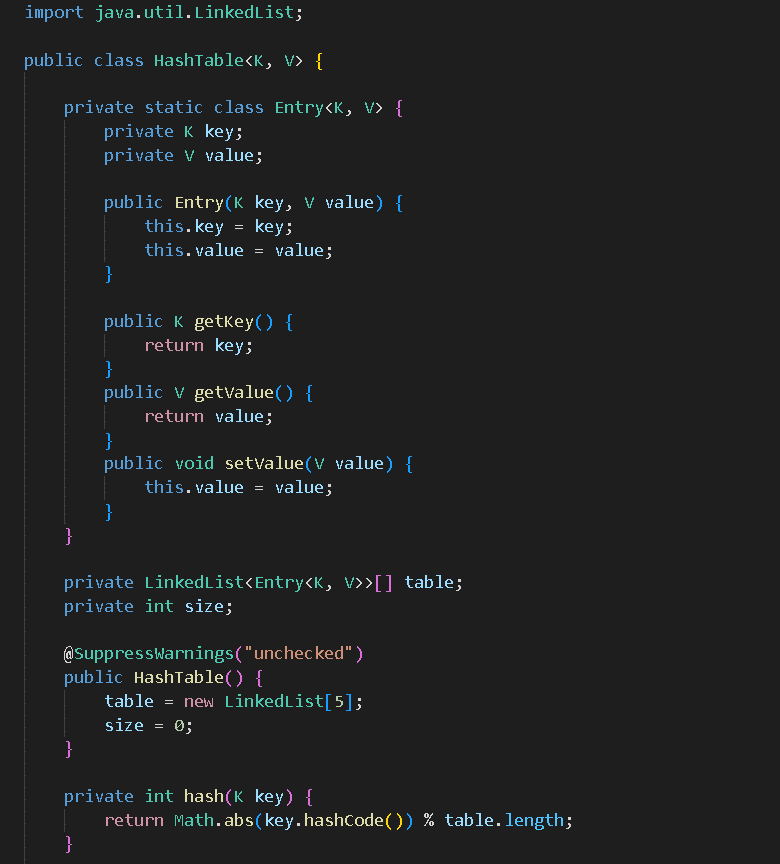 import java.util.LinkedList;
public class HashTable<K, V> {
private static class Entry<K, V> {
private K key;
private V value;
public Entry(K key, V value) {
this.key = key;
this.value = value;
}
public K getKey() {
return key;
}
public V getValue() {
return value;
}
public void setValue(V value) {
this.value = value;
}
}
private LinkedList<Entry<K, V>>[] table;
private int size;
@SuppressWarnings("unchecked")
public HashTable() {
table = new LinkedList[5];
size = 0;
}
private int hash(K key) {
return Math.abs(key.hashCode()) % table.length;
}